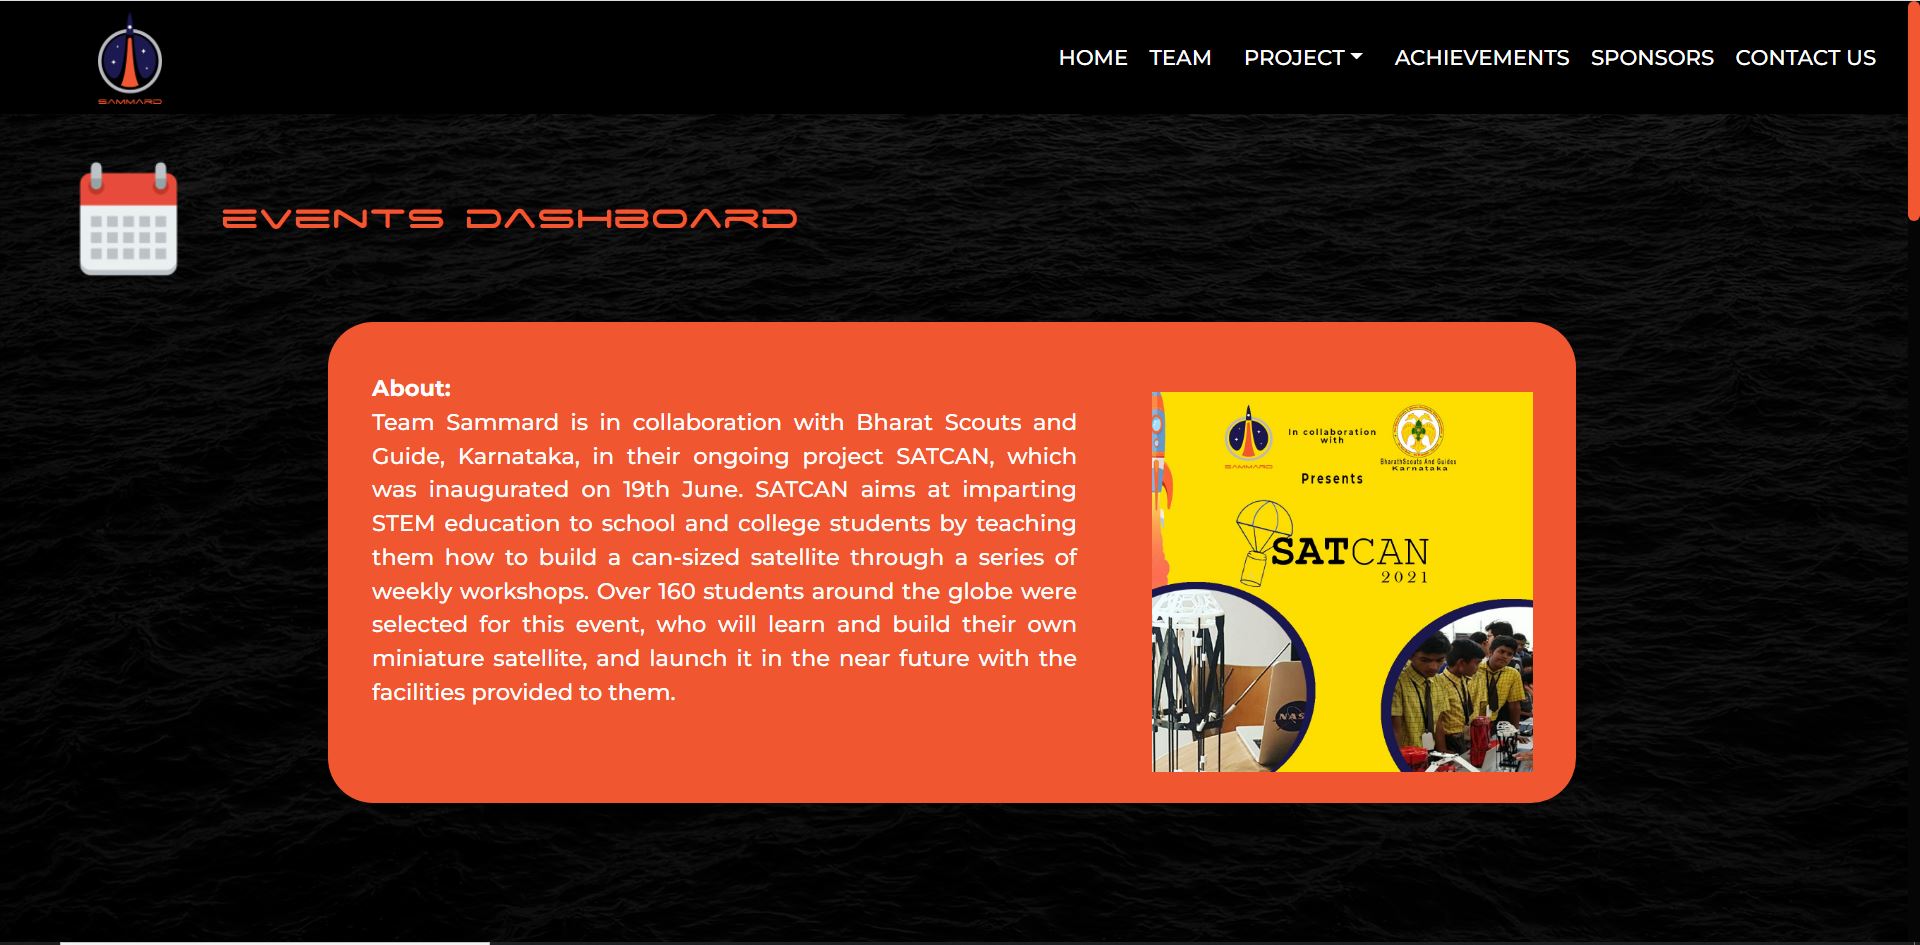 SAMMARD
HOME TEAM PROJECT ACHIEVEMENTS SPONSORS CONTACT US
EVENTS DASHBOARD
About:
Team Sammard is in collaboration with Bharat Scouts and
Guide, Karnataka, in their ongoing project SATCAN, which
was inaugurated on 19th June. SATCAN aims at imparting
STEM education to school and college students by teaching
them how to build a can-sized satellite through a series of
weekly workshops. Over 160 students around the globe were
selected for this event, who will learn and build their own
miniature satellite, and launch it in the near future with the
facilities provided to them.
In collaboration
with
SAMMARD
BharathScouts And Guides
Karnataka
Presents
SATCAN
2021
NAS